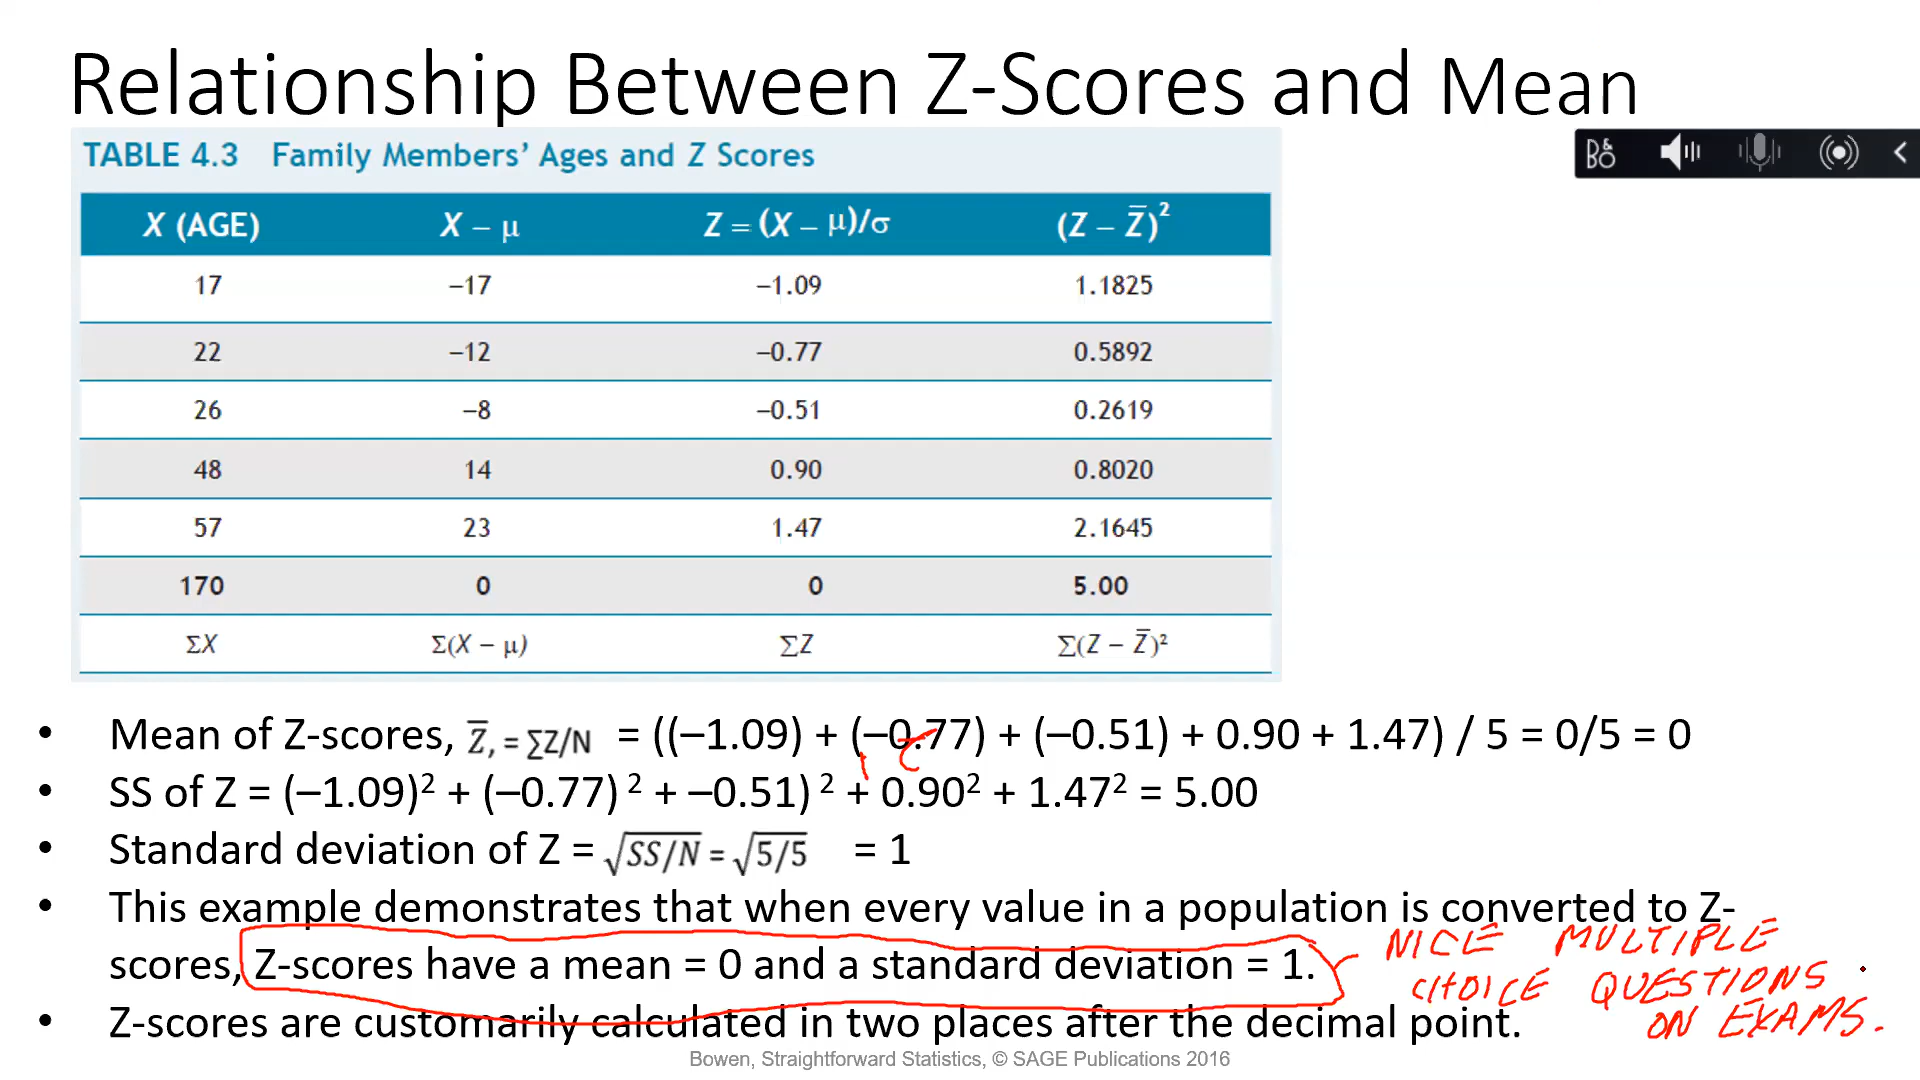 Relationship Between Z-Scores and Mean
TABLE 4.3 Family Members' Ages and Z Scores
X (AGE) X – μ Z = (X – μ)/σ (Z – Z̅)²
17 –17 –1.09 1.1825
22 –12 –0.77 0.5892
26 –8 –0.51 0.2619
48 14 0.90 0.8020
57 23 1.47 2.1645
170 0 0 5.00
ΣX Σ(X – μ) ΣZ Σ(Z – Z̅)²
• Mean of Z-scores, Z̅, = ∑Z/N = ((–1.09) + (–0.77) + (–0.51) + 0.90 + 1.47) / 5 = 0/5 = 0
• SS of Z = (–1.09)² + (–0.77) ² + –0.51) ² + 0.90² + 1.47² = 5.00
• Standard deviation of Z = √SS/N = √5/5 = 1
• This example demonstrates that when every value in a population is converted to Z-
scores, Z-scores have a mean = 0 and a standard deviation = 1.
NICE MULTIPLE
CHOICE QUESTIONS
ON EXAMS.
• Z-scores are customarily calculated in two places after the decimal point.
Bowen, Straightforward Statistics, © SAGE Publications 2016